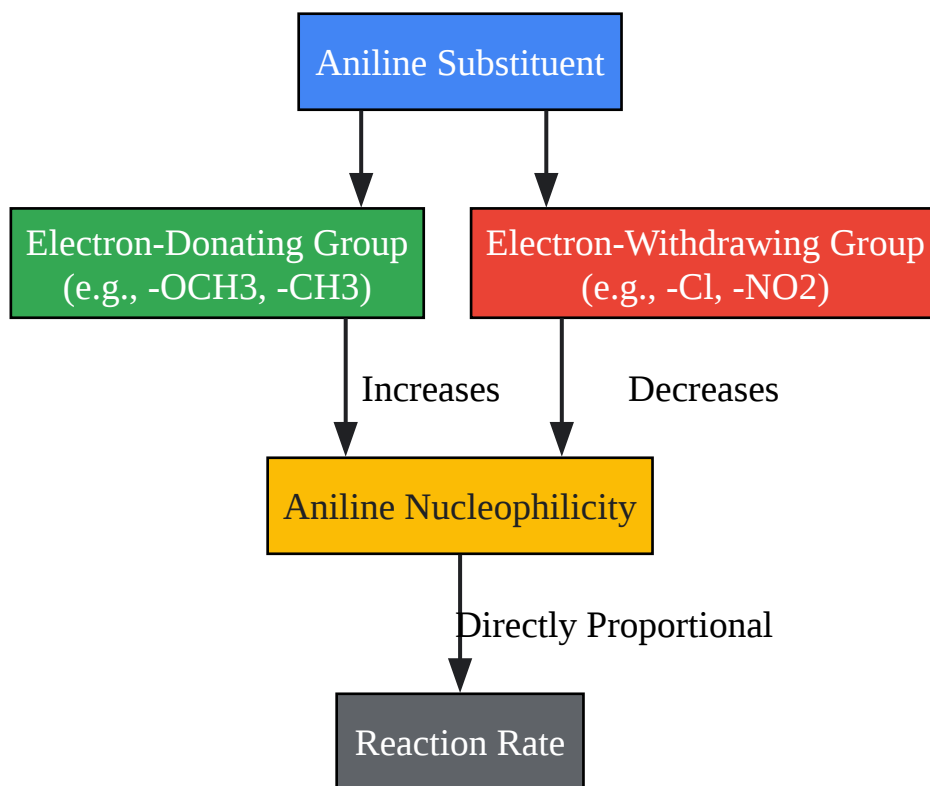 Aniline Substituent
Electron-Donating Group
(e.g., -OCH3, -CH3)
Electron-Withdrawing Group
(e.g., -Cl, -NO2)
Increases
Decreases
Aniline Nucleophilicity
Directly Proportional
Reaction Rate